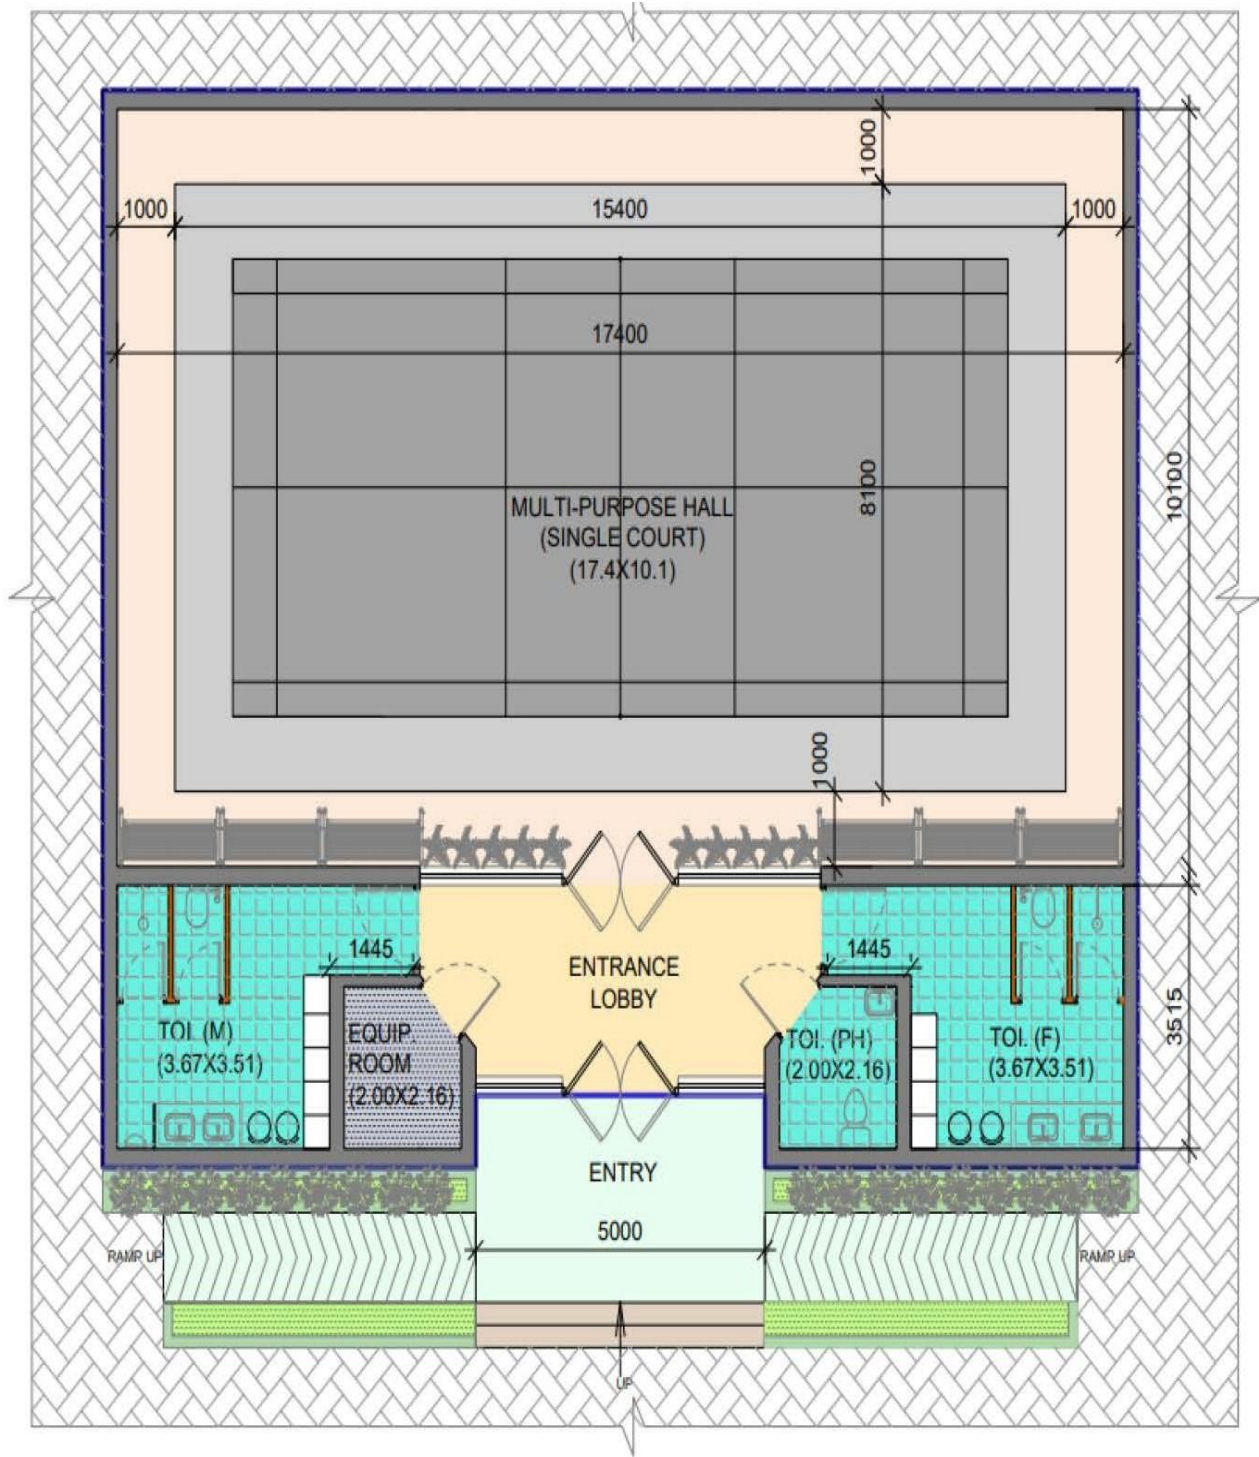 1000
1000
15400
1000
17400
8100
10100
MULTI-PURPOSE HALL
(SINGLE COURT)
(17.4X10.1)
1000
1445
ENTRANCE
LOBBY
1445
TOI. (M)
(3.67X3.51)
EQUIP.
ROOM
(2.00X2.16)
TOI. (PH)
(2.00X2.16)
TOI. (F)
(3.67X3.51)
3515
ENTRY
5000
RAMP UP
RAMP UP
UP